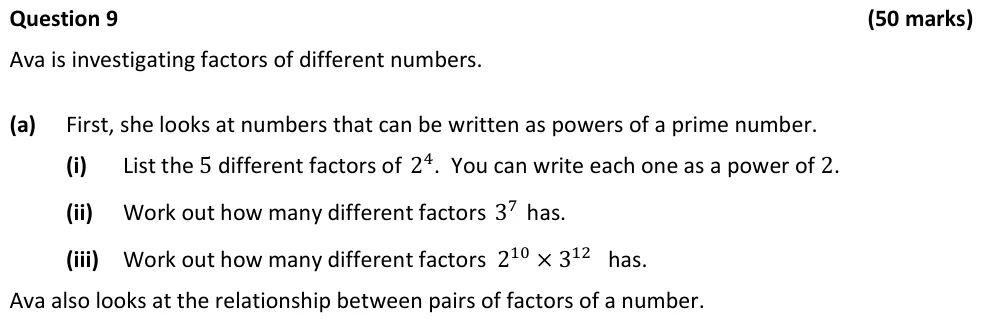 Question 9 (50 marks)
Ava is investigating factors of different numbers.
(a) First, she looks at numbers that can be written as powers of a prime number.
(i) List the 5 different factors of 2⁴. You can write each one as a power of 2.
(ii) Work out how many different factors 3⁷ has.
(iii) Work out how many different factors 2¹⁰ × 3¹² has.
Ava also looks at the relationship between pairs of factors of a number.